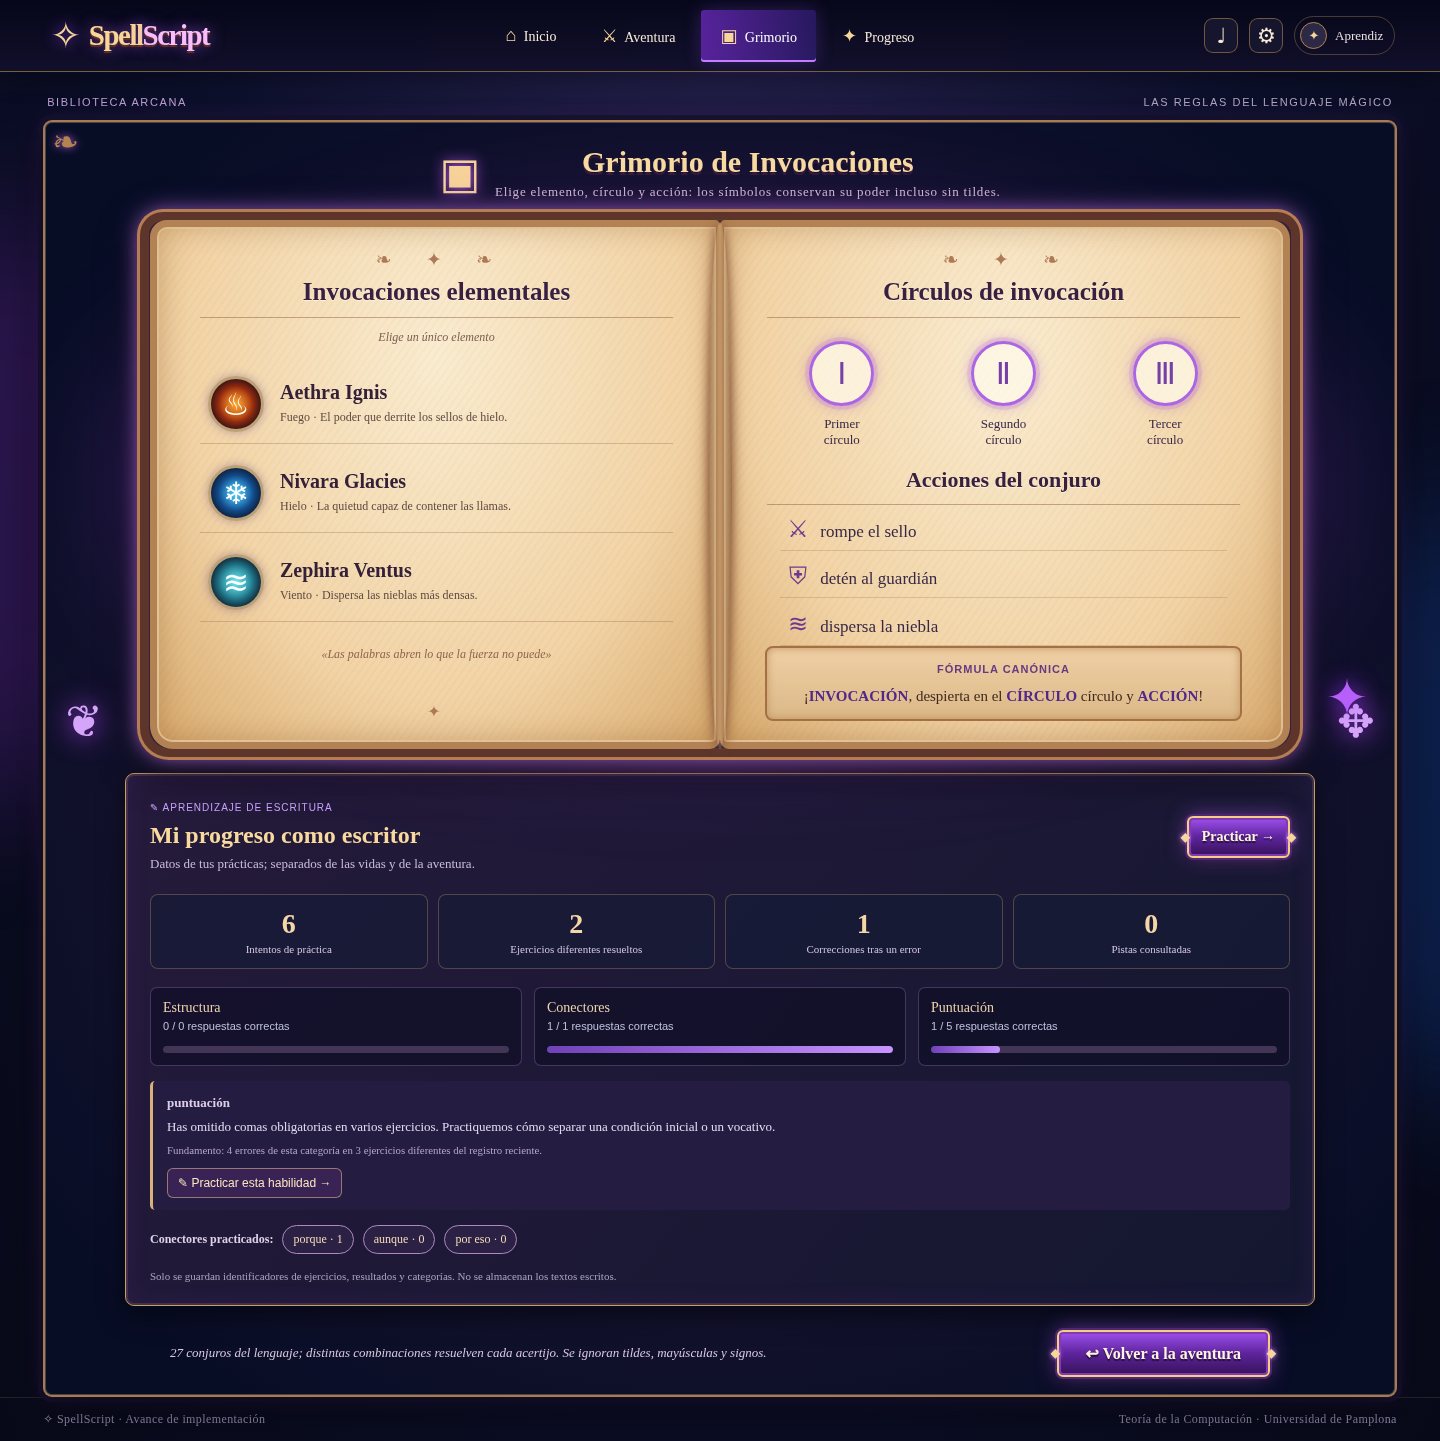 ✧ SpellScript
⌂ Inicio
⚔ Aventura
▣ Grimorio
✦ Progreso
♩ ⚙ ✦ Aprendiz
BIBLIOTECA ARCANA
LAS REGLAS DEL LENGUAJE MÁGICO
Grimorio de Invocaciones
Elige elemento, círculo y acción: los símbolos conservan su poder incluso sin tildes.
Invocaciones elementales
Elige un único elemento
Aethra Ignis
Fuego · El poder que derrite los sellos de hielo.
Nivara Glacies
Hielo · La quietud capaz de contener las llamas.
Zephira Ventus
Viento · Dispersa las nieblas más densas.
«Las palabras abren lo que la fuerza no puede»
Círculos de invocación
Ⅰ Ⅱ Ⅲ
Primer círculo
Segundo círculo
Tercer círculo
Acciones del conjuro
⚔ rompe el sello
⛨ detén al guardián
≋ dispersa la niebla
FÓRMULA CANÓNICA
¡INVOCACIÓN, despierta en el CÍRCULO círculo y ACCIÓN!
✎ APRENDIZAJE DE ESCRITURA
Mi progreso como escritor
Datos de tus prácticas; separados de las vidas y de la aventura.
Practicar →
6
Intentos de práctica
2
Ejercicios diferentes resueltos
1
Correcciones tras un error
0
Pistas consultadas
Estructura
0 / 0 respuestas correctas
Conectores
1 / 1 respuestas correctas
Puntuación
1 / 5 respuestas correctas
puntuación
Has omitido comas obligatorias en varios ejercicios. Practiquemos cómo separar una condición inicial o un vocativo.
Fundamento: 4 errores de esta categoría en 3 ejercicios diferentes del registro reciente.
✎ Practicar esta habilidad →
Conectores practicados: porque · 1 aunque · 0 por eso · 0
Solo se guardan identificadores de ejercicios, resultados y categorías. No se almacenan los textos escritos.
27 conjuros del lenguaje; distintas combinaciones resuelven cada acertijo. Se ignoran tildes, mayúsculas y signos.
↩ Volver a la aventura
✧ SpellScript · Avance de implementación
Teoría de la Computación · Universidad de Pamplona